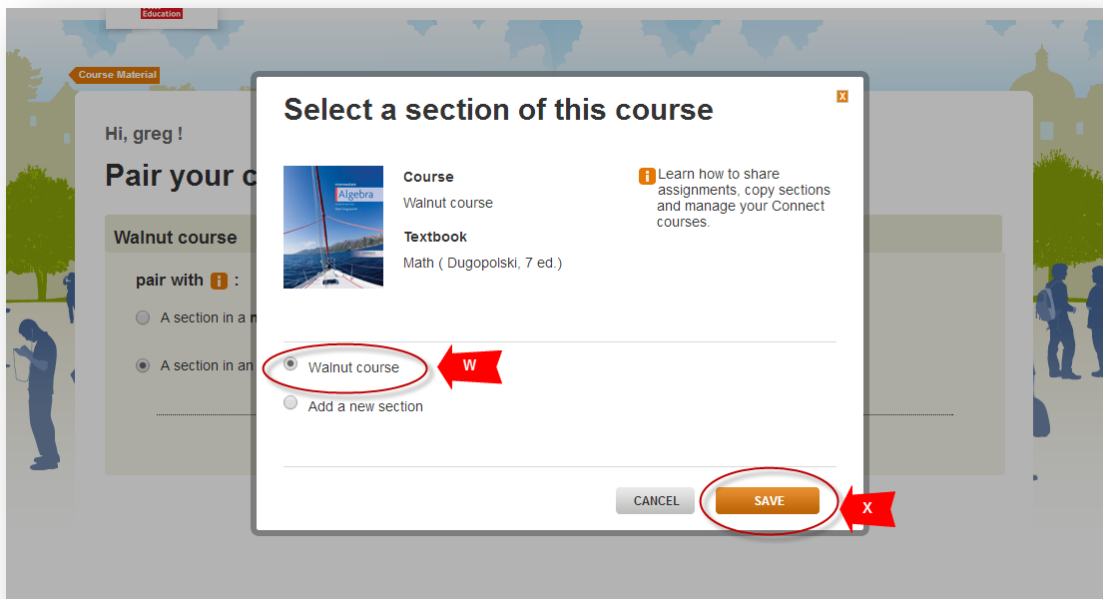 Education
Course Material
Hi, greg !
Pair your c
Walnut course
pair with i :
A section in a n
A section in an
Select a section of this course
X
Algebra
Course
Walnut course
Textbook
Math ( Dugopolski, 7 ed.)
i Learn how to share
assignments, copy sections
and manage your Connect
courses.
Walnut course
W
Add a new section
CANCEL
SAVE
X